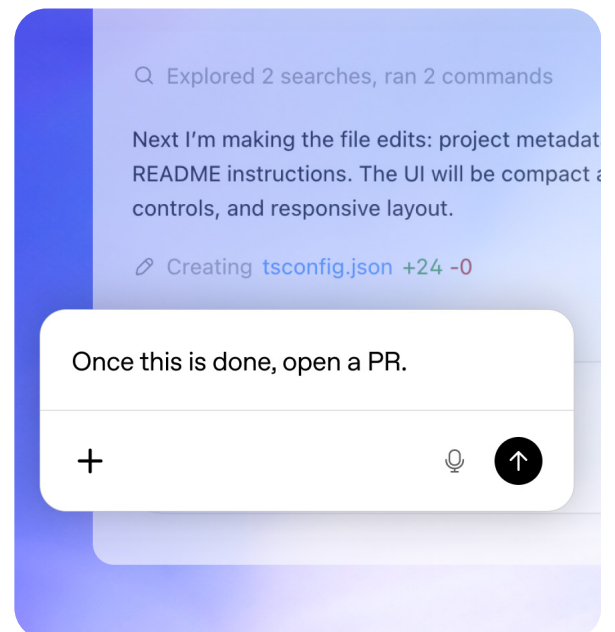 Explored 2 searches, ran 2 commands
Next I’m making the file edits: project metadat
README instructions. The UI will be compact a
controls, and responsive layout.
Creating tsconfig.json +24 -0
Once this is done, open a PR.